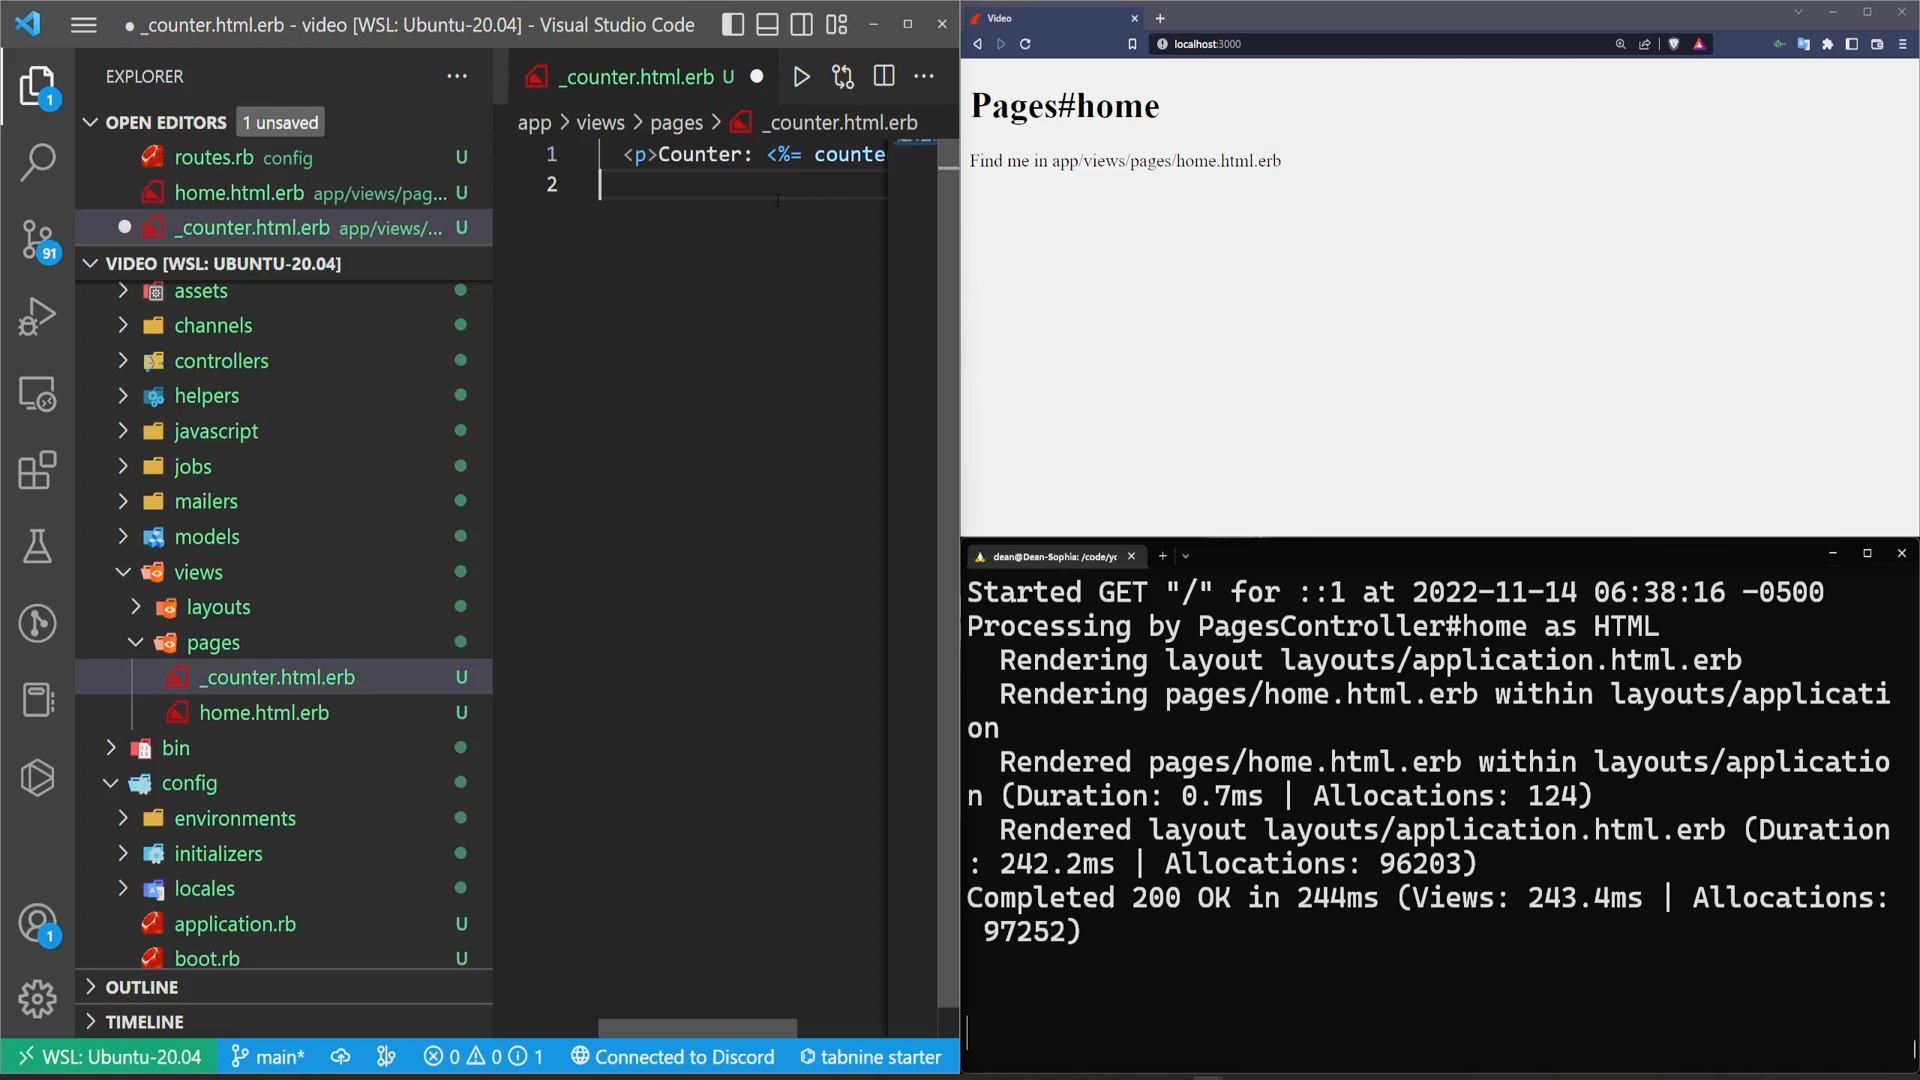 ● _counter.html.erb - video [WSL: Ubuntu-20.04] - Visual Studio Code
EXPLORER
OPEN EDITORS
1 unsaved
routes.rb config U
home.html.erb app/views/pag... U
_counter.html.erb app/views/... U
VIDEO [WSL: UBUNTU-20.04]
assets
channels
controllers
helpers
javascript
jobs
mailers
models
views
layouts
pages
_counter.html.erb U
home.html.erb U
bin
config
environments
initializers
locales
application.rb U
boot.rb U
OUTLINE
TIMELINE
1
91
1
_counter.html.erb U
app > views > pages > _counter.html.erb
1 <p>Counter: <%= counte
2
WSL: Ubuntu-20.04
main*
0 0 1
Connected to Discord
tabnine starter
Video
localhost:3000
Pages#home
Find me in app/views/pages/home.html.erb
dean@Dean-Sophia: /code/yc
Started GET "/" for ::1 at 2022-11-14 06:38:16 -0500
Processing by PagesController#home as HTML
Rendering layout layouts/application.html.erb
Rendering pages/home.html.erb within layouts/applicati
on
Rendered pages/home.html.erb within layouts/applicatio
n (Duration: 0.7ms | Allocations: 124)
Rendered layout layouts/application.html.erb (Duration
: 242.2ms | Allocations: 96203)
Completed 200 OK in 244ms (Views: 243.4ms | Allocations:
97252)